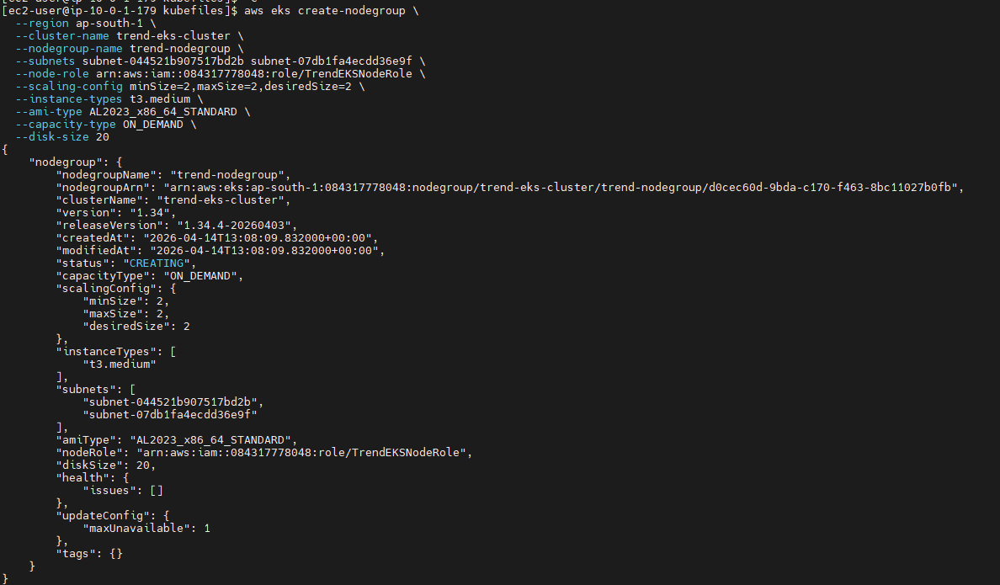 [ec2-user@ip-10-0-1-179 kubefiles]$ aws eks create-nodegroup \
  --region ap-south-1 \
  --cluster-name trend-eks-cluster \
  --nodegroup-name trend-nodegroup \
  --subnets subnet-044521b907517bd2b subnet-07db1fa4ecdd36e9f \
  --node-role arn:aws:iam::084317778048:role/TrendEKSNodeRole \
  --scaling-config minSize=2,maxSize=2,desiredSize=2 \
  --instance-types t3.medium \
  --ami-type AL2023_x86_64_STANDARD \
  --capacity-type ON_DEMAND \
  --disk-size 20
{
    "nodegroup": {
        "nodegroupName": "trend-nodegroup",
        "nodegroupArn": "arn:aws:eks:ap-south-1:084317778048:nodegroup/trend-eks-cluster/trend-nodegroup/d0cec60d-9bda-c170-f463-8bc11027b0fb",
        "clusterName": "trend-eks-cluster",
        "version": "1.34",
        "releaseVersion": "1.34.4-20260403",
        "createdAt": "2026-04-14T13:08:09.832000+00:00",
        "modifiedAt": "2026-04-14T13:08:09.832000+00:00",
        "status": "CREATING",
        "capacityType": "ON_DEMAND",
        "scalingConfig": {
            "minSize": 2,
            "maxSize": 2,
            "desiredSize": 2
        },
        "instanceTypes": [
            "t3.medium"
        ],
        "subnets": [
            "subnet-044521b907517bd2b",
            "subnet-07db1fa4ecdd36e9f"
        ],
        "amiType": "AL2023_x86_64_STANDARD",
        "nodeRole": "arn:aws:iam::084317778048:role/TrendEKSNodeRole",
        "diskSize": 20,
        "health": {
            "issues": []
        },
        "updateConfig": {
            "maxUnavailable": 1
        },
        "tags": {}
    }
}